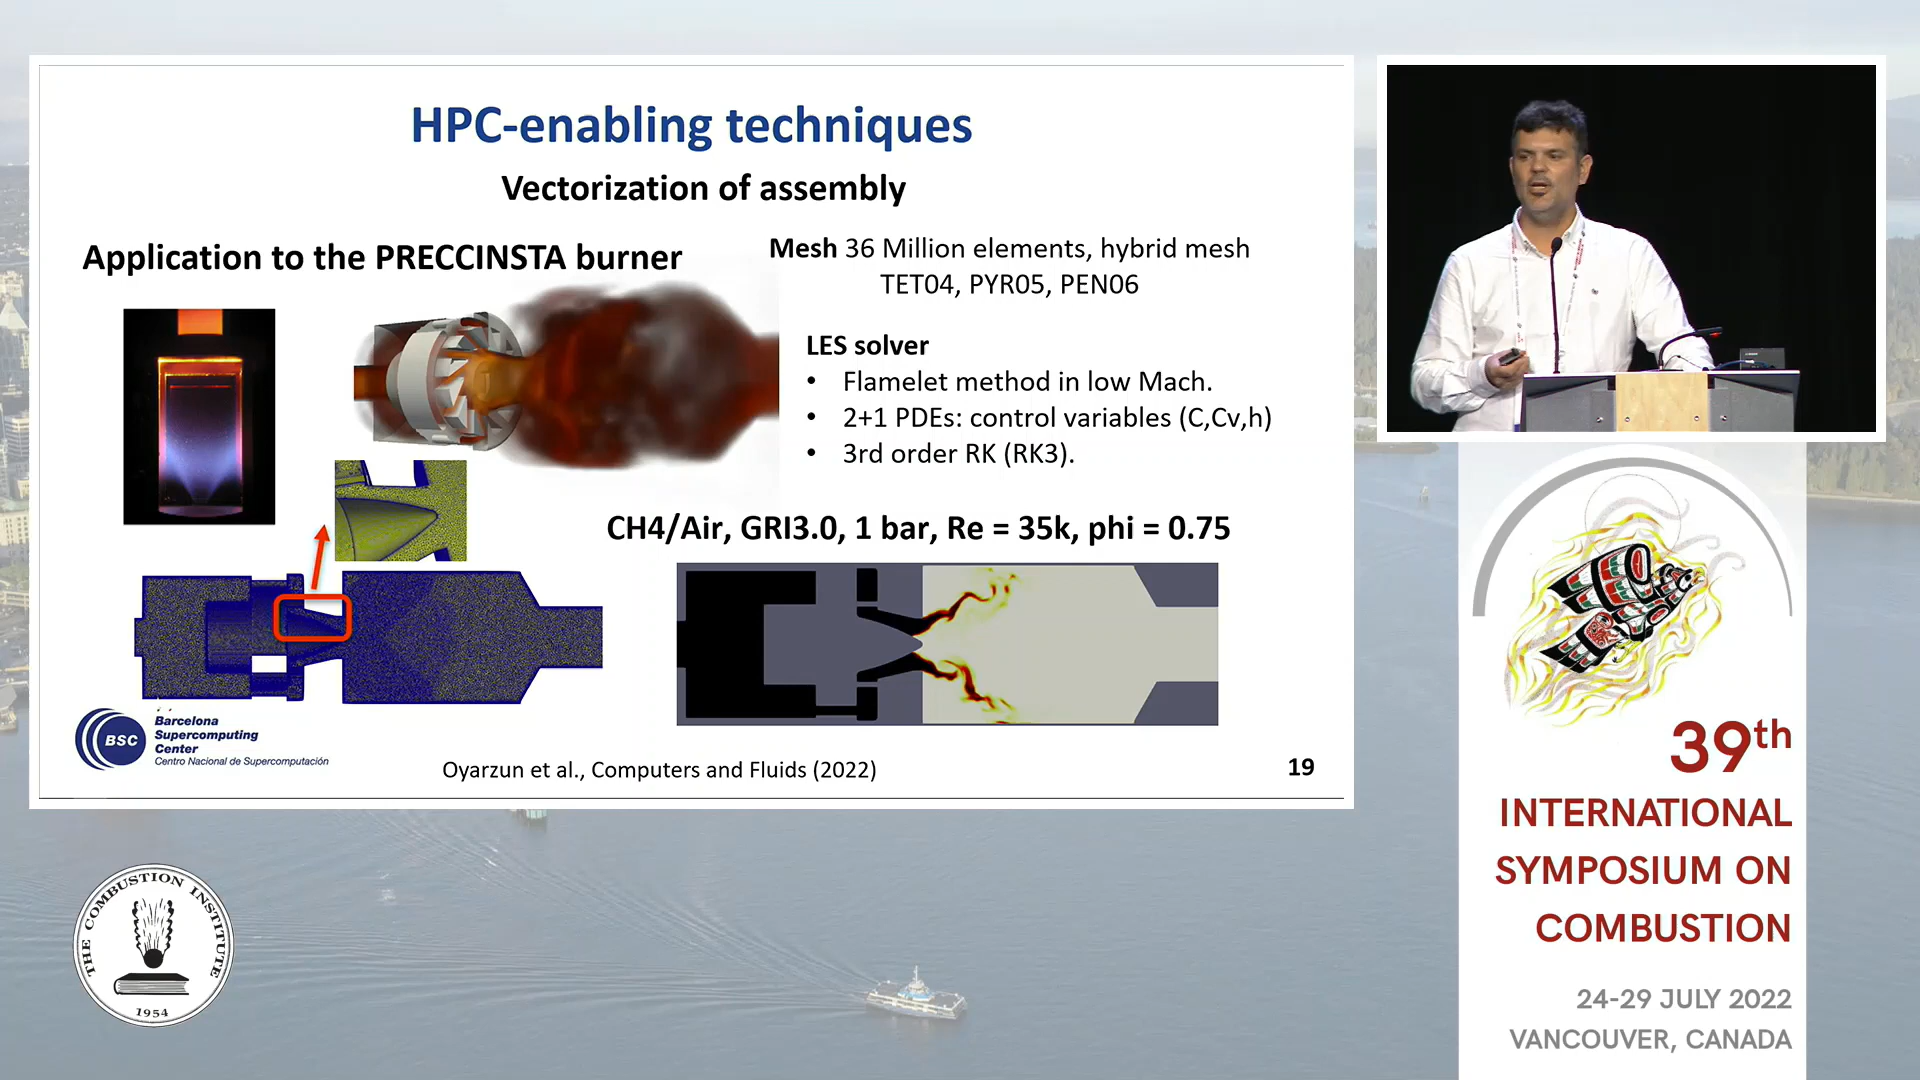 HPC-enabling techniques
Vectorization of assembly
Application to the PRECCINSTA burner
Mesh 36 Million elements, hybrid mesh
TET04, PYR05, PEN06
LES solver
• Flamelet method in low Mach.
• 2+1 PDEs: control variables (C,Cv,h)
• 3rd order RK (RK3).
CH4/Air, GRI3.0, 1 bar, Re = 35k, phi = 0.75
BSC
Barcelona
Supercomputing
Center
Centro Nacional de Supercomputación
Oyarzun et al., Computers and Fluids (2022)
19
THE COMBUSTION INSTITUTE
1954
39th
INTERNATIONAL
SYMPOSIUM ON
COMBUSTION
24-29 JULY 2022
VANCOUVER, CANADA